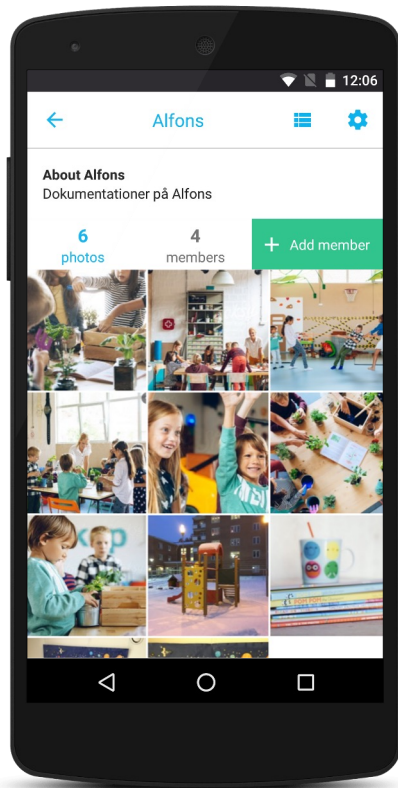 12:06
Alfons
About Alfons
Dokumentationer på Alfons
6
photos
4
members
+ Add member